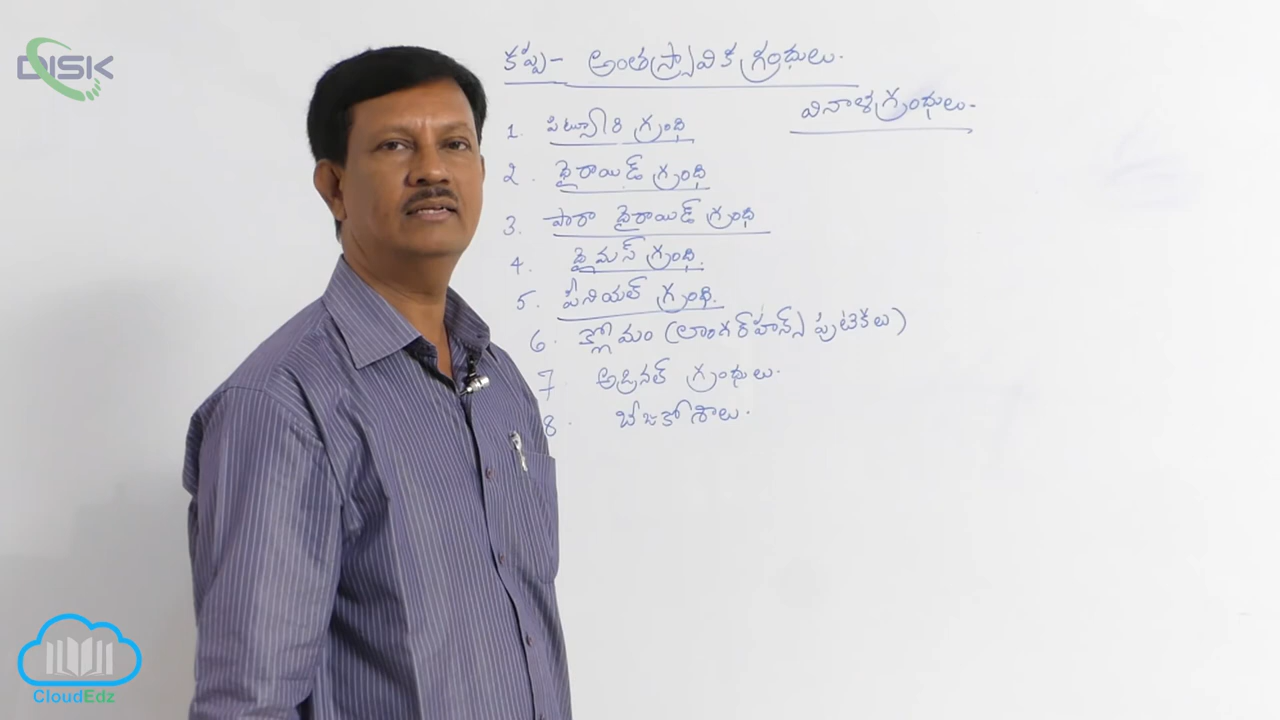 DISK
కప్ప - అంతస్స్రావిక గ్రంధులు.
వినాళగ్రంధులు.
1. పిట్యూటరి గ్రంధి
2. థైరాయిడ్ గ్రంధి
3. పారా థైరాయిడ్ గ్రంధి
4. థైమస్ గ్రంధి.
5. పీనియల్ గ్రంధి.
6. క్లోమం (లాంగర్‌హాన్స్ పుటికలు)
7 అడ్రినల్ గ్రంధులు.
8. బీజకోశాలు.
CloudEdz